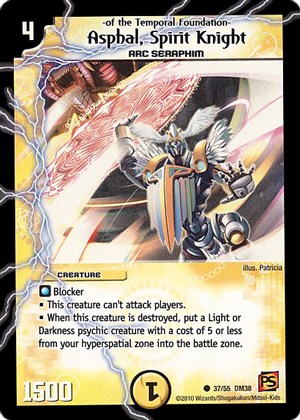 4
-of the Temporal Foundation-
Asphal, Spirit Knight
ARC SERAPHIM
illus. Patricia
CREATURE
Blocker
▪ This creature can't attack players.
▪ When this creature is destroyed, put a Light or
Darkness psychic creature with a cost of 5 or less
from your hyperspatial zone into the battle zone.
1500
1
● 37/55 DM38
©2010 Wizards/Shogakukan/Mitsui-Kids
PS